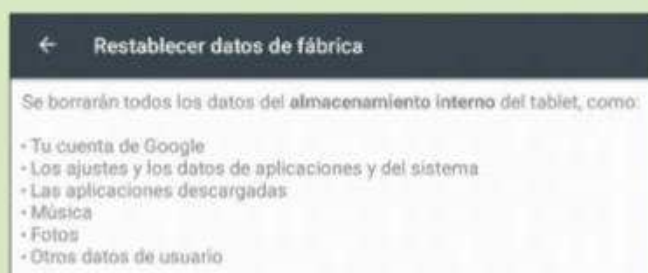 Restablecer datos de fábrica
Se borrarán todos los datos del almacenamiento interno del tablet, como:
• Tu cuenta de Google
• Los ajustes y los datos de aplicaciones y del sistema
• Las aplicaciones descargadas
• Música
• Fotos
• Otros datos de usuario